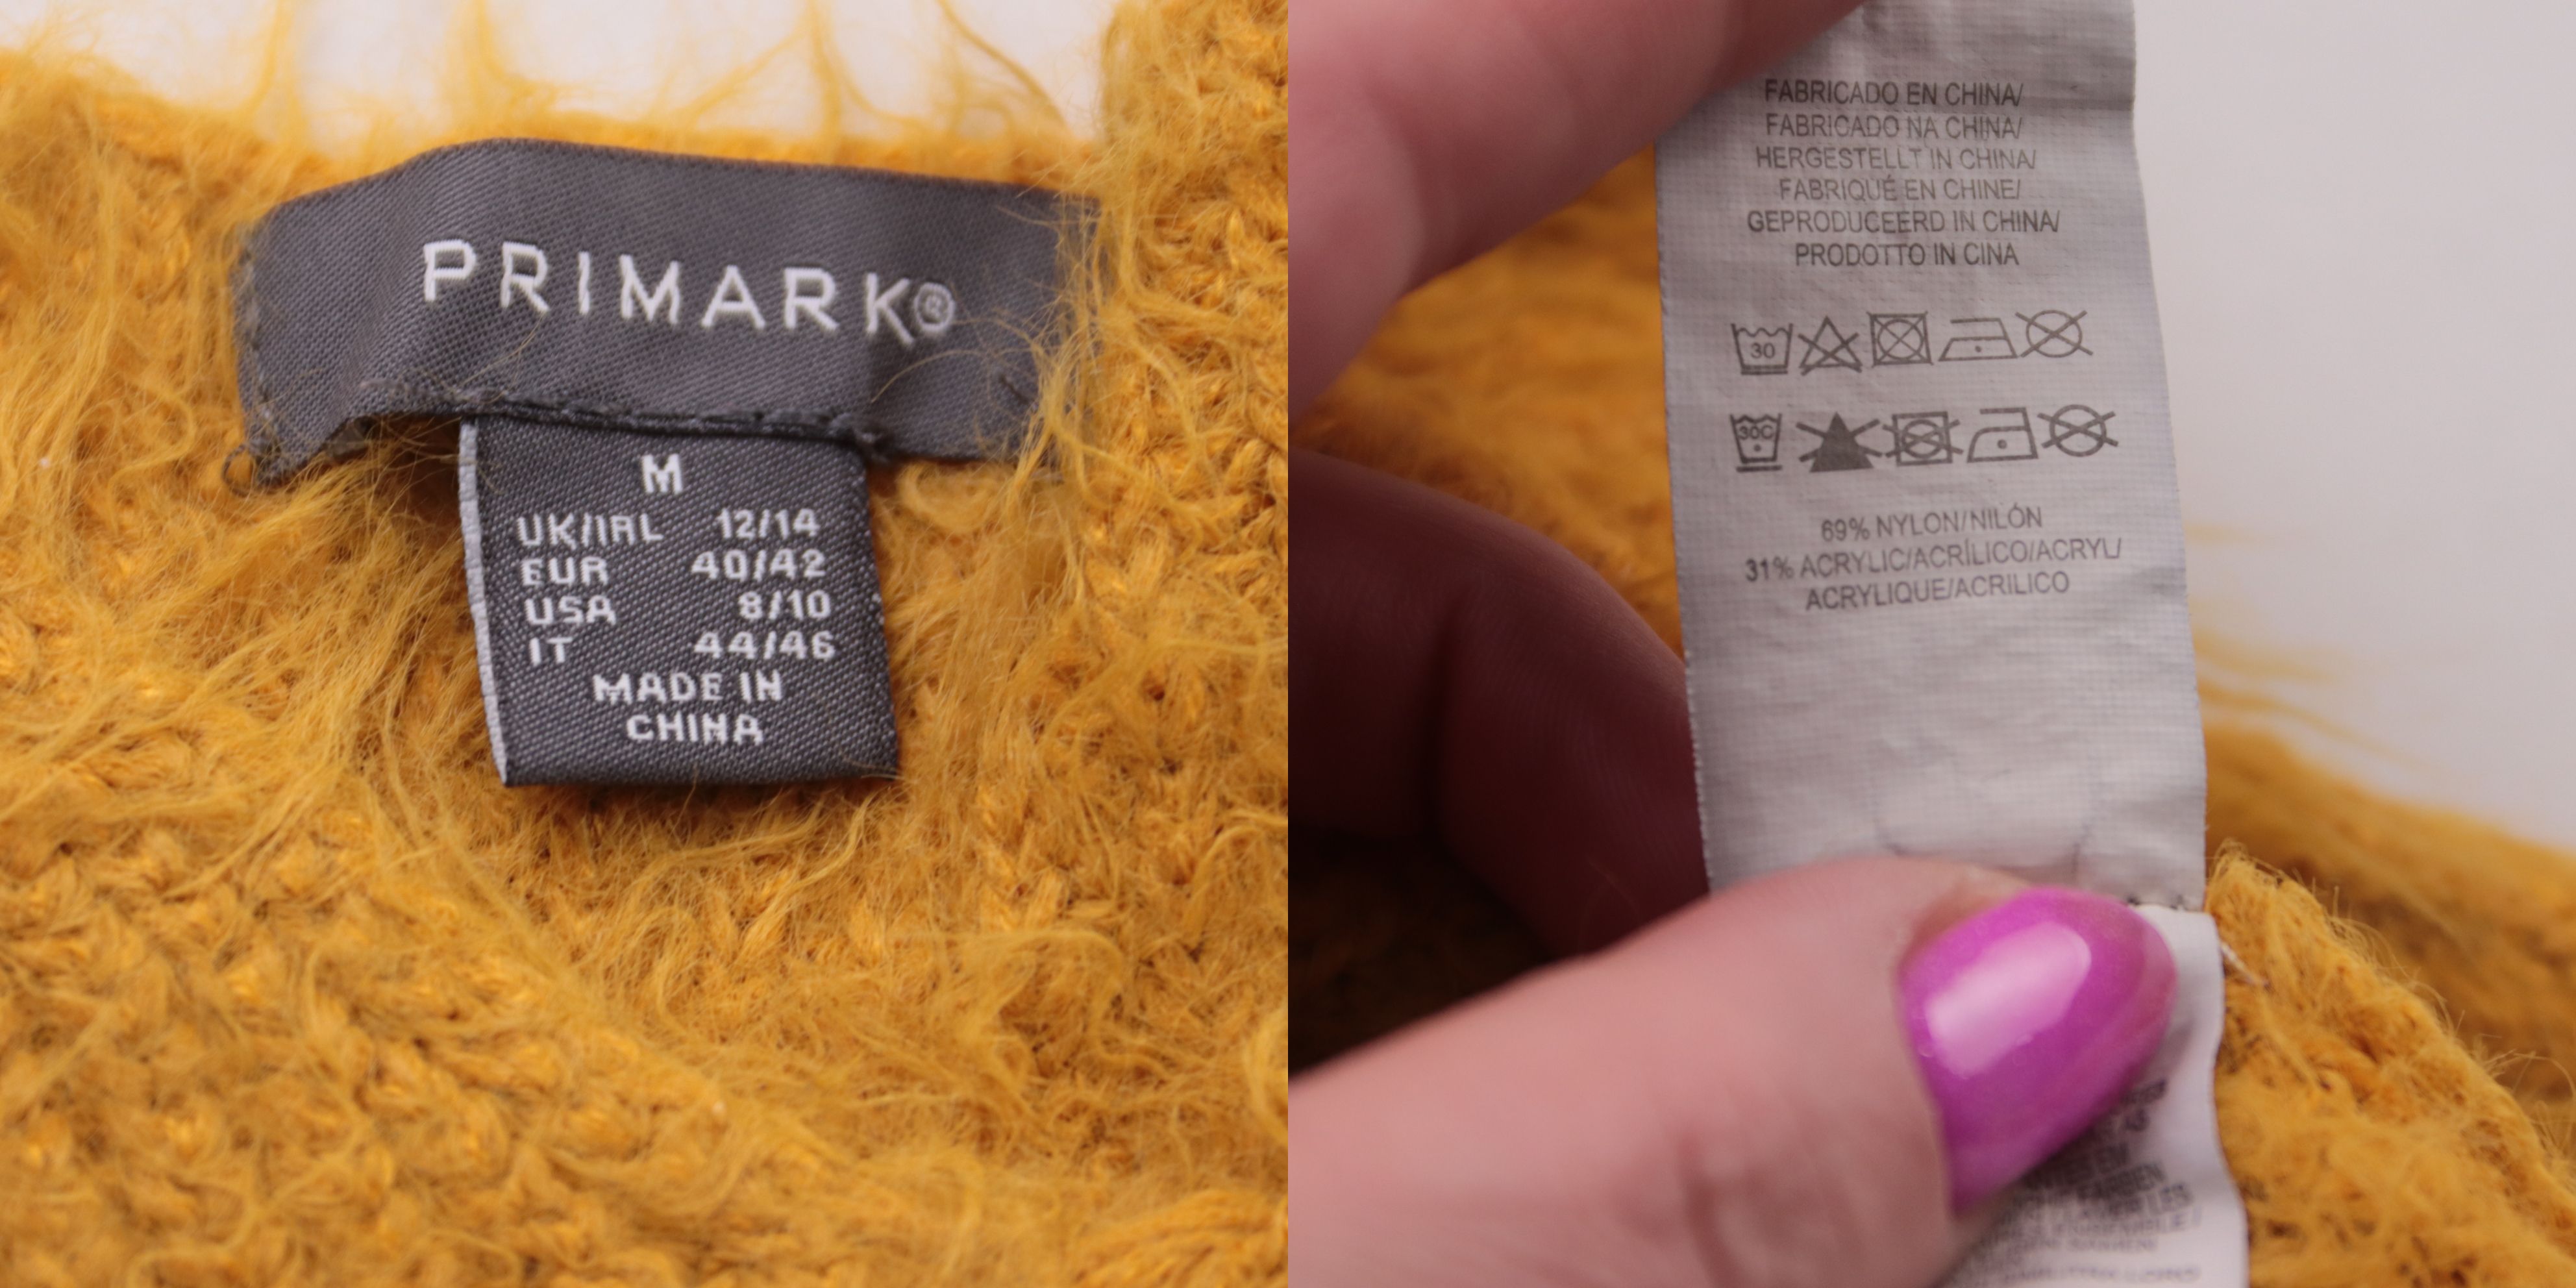 PRIMARK®
M
UK/IRL 12/14
EUR 40/42
USA 8/10
IT 44/46
MADE IN
CHINA
FABRICADO EN CHINA/
FABRICADO NA CHINA/
HERGESTELLT IN CHINA/
FABRIQUÉ EN CHINE/
GEPRODUCEERD IN CHINA/
PRODOTTO IN CINA
30
30C
69% NYLON/NILÓN
31% ACRYLIC/ACRÍLICO/ACRYL/
ACRYLIQUE/ACRILICO